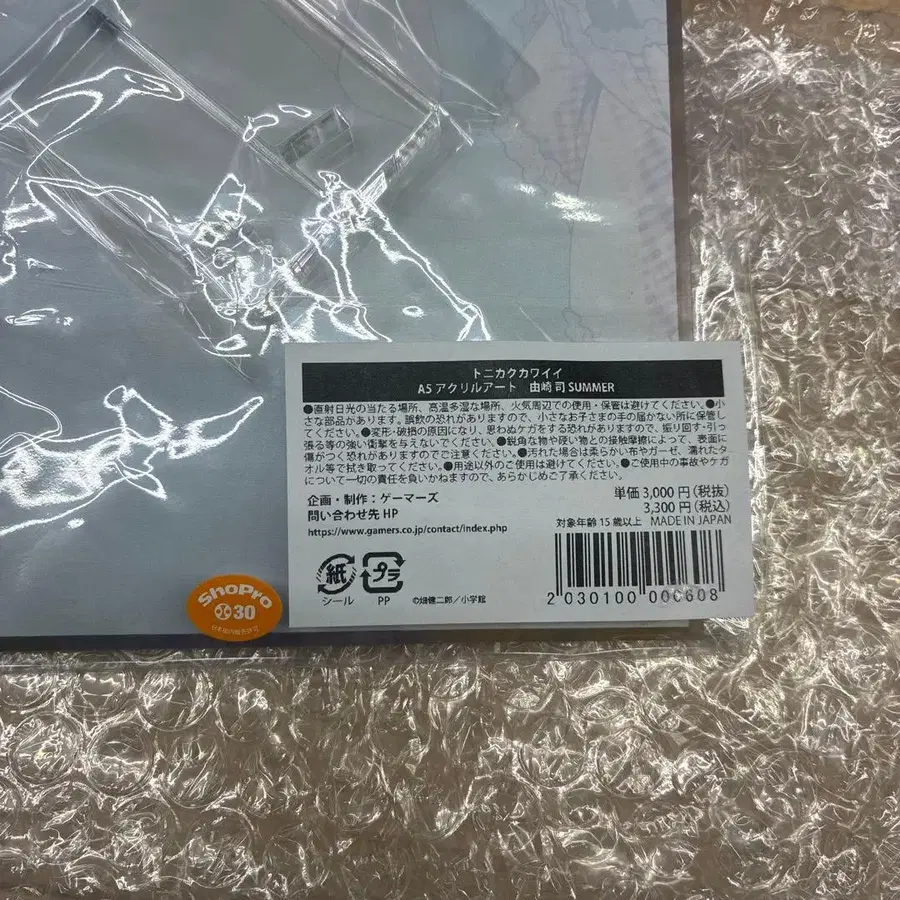 トニカクカワイイ
A5 アクリルアート 由崎 司 SUMMER
●直射日光の当たる場所、高温多湿な場所、火気周辺での使用・保管は避けてください。●小
さな部品があります。誤飲の恐れがありますので、小さなお子さまの手の届かない所に保管し
てください。●変形・破損の原因になり、思わぬケガをする恐れがありますので、振り回す・引っ
張る等の強い衝撃を与えないでください。●鋭角な物や硬い物との接触摩擦によって、表面に
傷がつく恐れがありますのでご注意ください。●汚れた場合は柔らかい布やガーゼ、濡れたタ
オル等で拭き取ってください。●用途以外のご使用は避けてください。●ご使用中の事故やケガ
について一切の責任を負いかねますので、あらかじめご了承ください。
企画・制作：ゲーマーズ
問い合わせ先 HP
https://www.gamers.co.jp/contact/index.php
単価 3,000 円（税抜）
3,300 円（税込）
対象年齢 15 歳以上 MADE IN JAPAN
紙
シール
プラ
PP
©畑健二郎／小学館
2 030100 000608
ShoPro
30